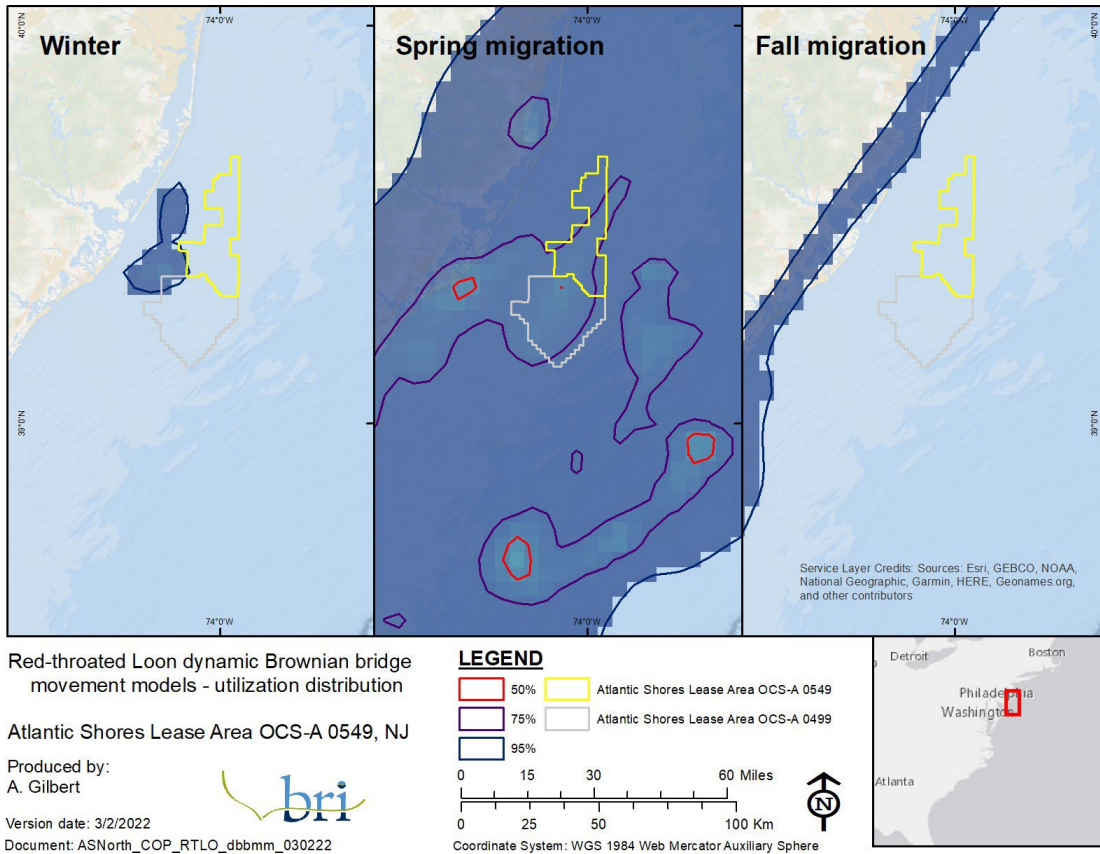 Winter
Spring migration
Fall migration
74°0'W
74°0'W
74°0'W
40°0'N
40°0'N
39°0'N
39°0'N
74°0'W
74°0'W
74°0'W
Service Layer Credits: Sources: Esri, GEBCO, NOAA,
National Geographic, Garmin, HERE, Geonames.org,
and other contributors
Red-throated Loon dynamic Brownian bridge
movement models - utilization distribution
Atlantic Shores Lease Area OCS-A 0549, NJ
Produced by:
A. Gilbert
bri
Version date: 3/2/2022
Document: ASNorth_COP_RTLO_dbbmm_030222
LEGEND
50%
Atlantic Shores Lease Area OCS-A 0549
75%
Atlantic Shores Lease Area OCS-A 0499
95%
0 15 30 60 Miles
0 25 50 100 Km
N
Coordinate System: WGS 1984 Web Mercator Auxiliary Sphere
Detroit
Boston
Philadelphia
Washington
Atlanta